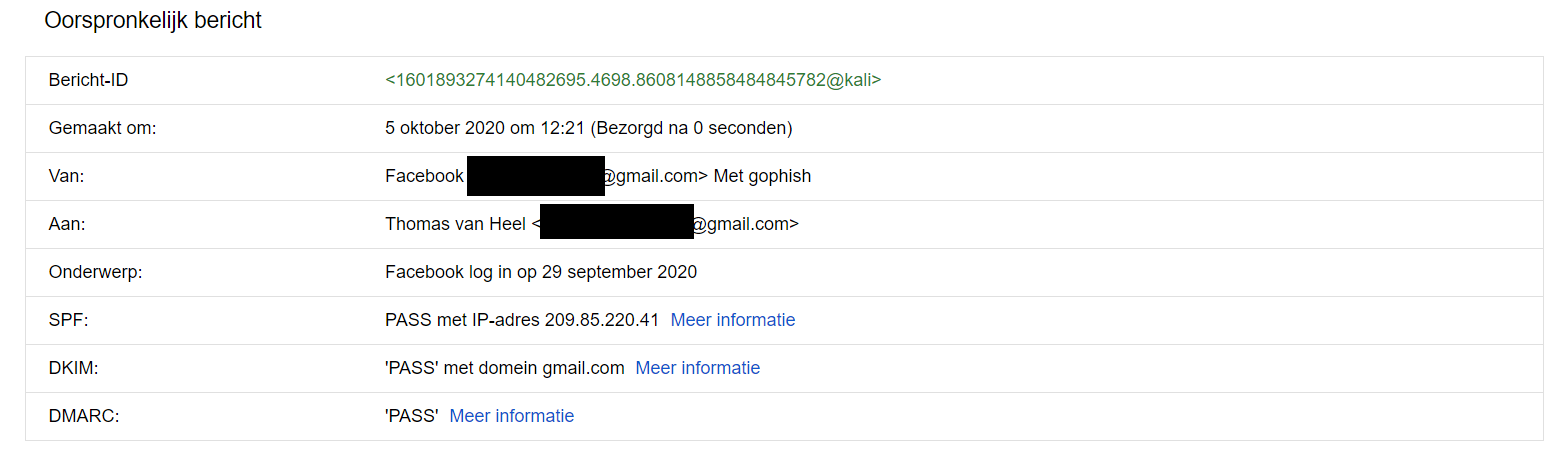 Oorspronkelijk bericht
Bericht-ID <1601893274140482695.4698.8608148858484845782@kali>
Gemaakt om: 5 oktober 2020 om 12:21 (Bezorgd na 0 seconden)
Van: Facebook @gmail.com> Met gophish
Aan: Thomas van Heel < @gmail.com>
Onderwerp: Facebook log in op 29 september 2020
SPF: PASS met IP-adres 209.85.220.41 Meer informatie
DKIM: 'PASS' met domein gmail.com Meer informatie
DMARC: 'PASS' Meer informatie